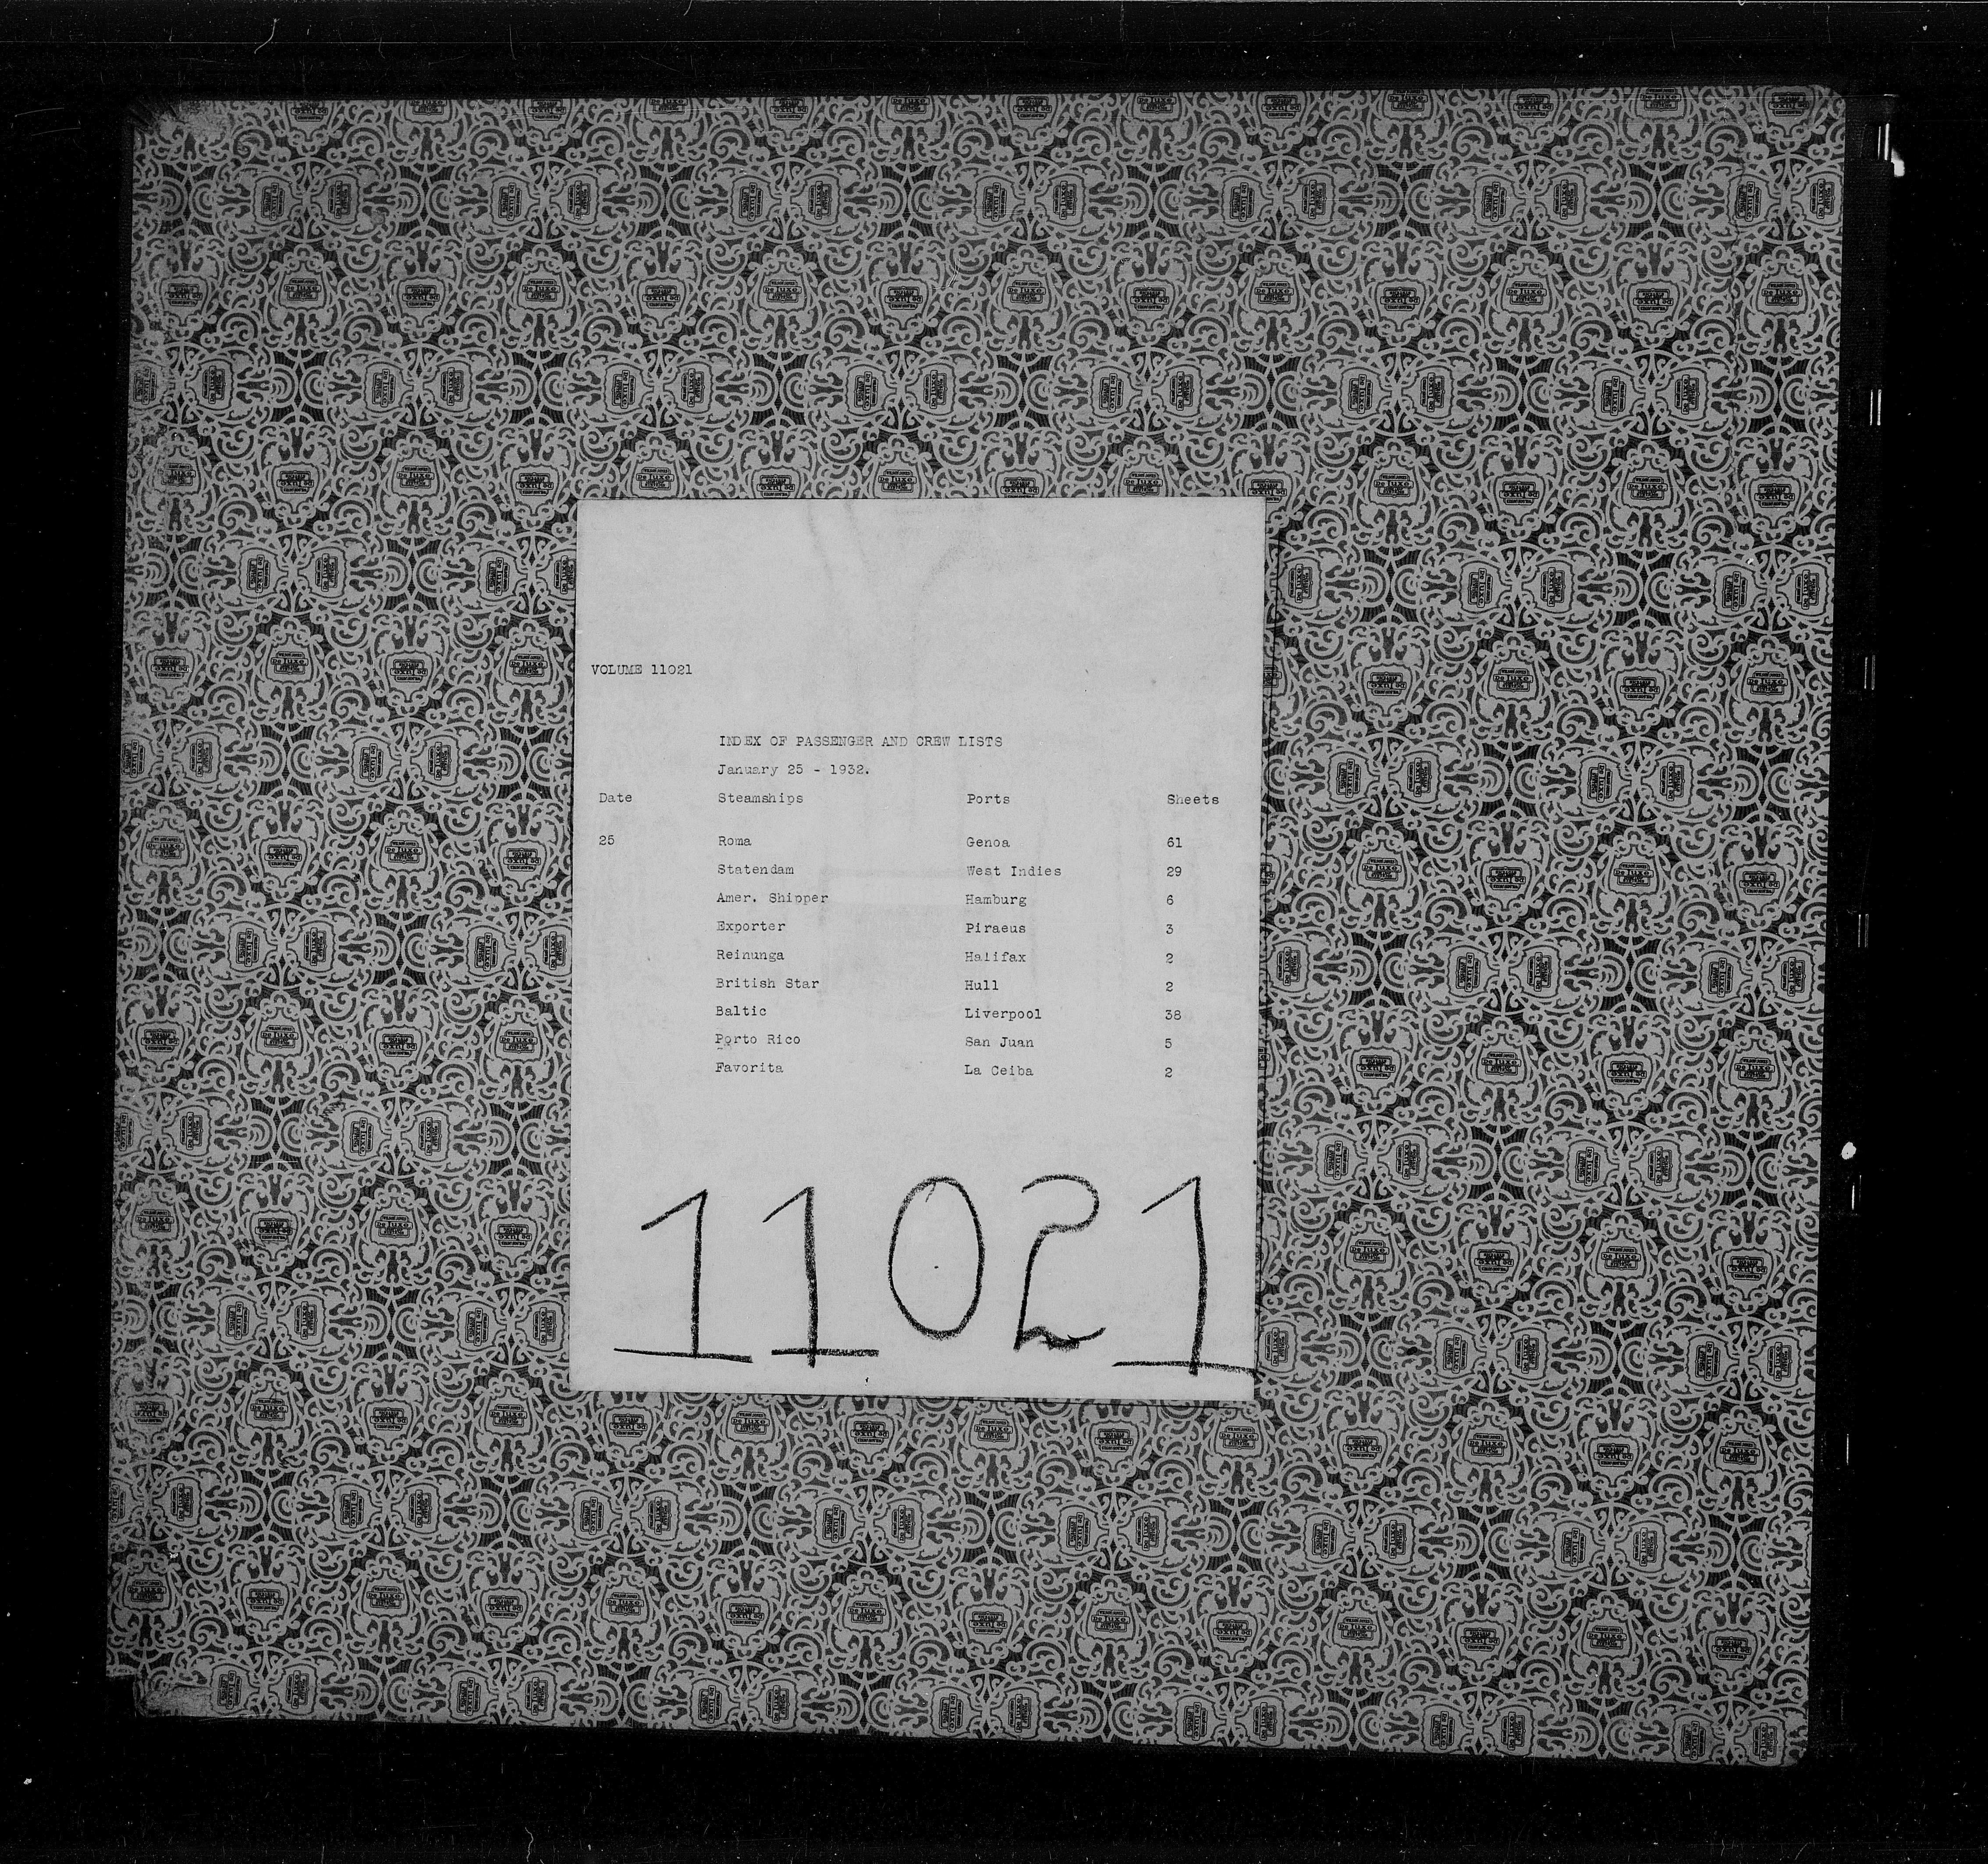 VOLUME 11021
INDEX OF PASSENGER AND CREW LISTS
January 25 - 1932.
Date Steamships Ports Sheets
25 Roma Genoa 61
Statendam West Indies 29
Amer. Shipper Hamburg 6
Exporter Piraeus 3
Reinunga Halifax 2
British Star Hull 2
Baltic Liverpool 38
Porto Rico San Juan 5
Favorita La Ceiba 2
11021